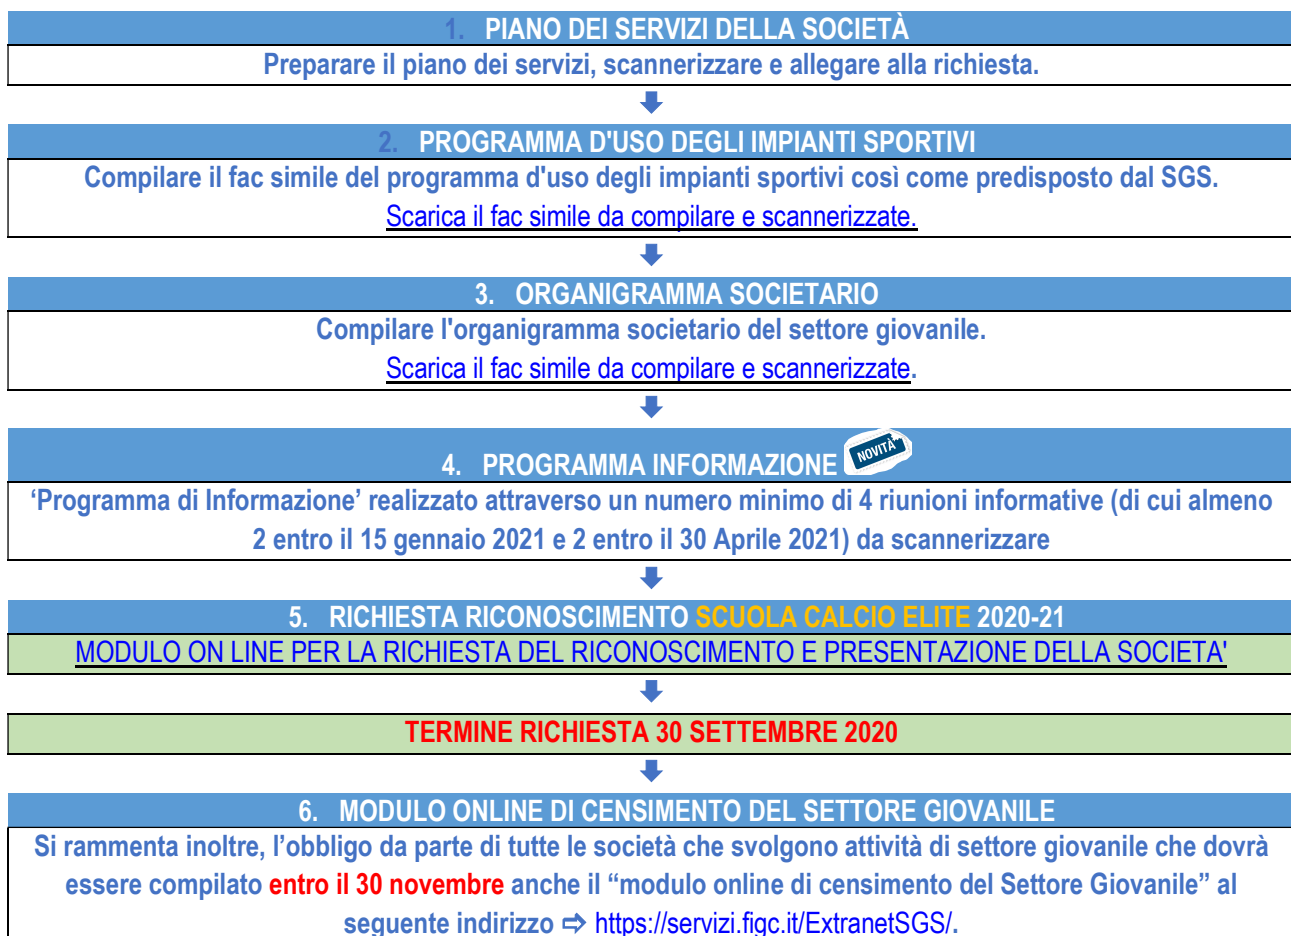 1. PIANO DEI SERVIZI DELLA SOCIETÀ
Preparare il piano dei servizi, scannerizzare e allegare alla richiesta.
2. PROGRAMMA D'USO DEGLI IMPIANTI SPORTIVI
Compilare il fac simile del programma d'uso degli impianti sportivi così come predisposto dal SGS.
Scarica il fac simile da compilare e scannerizzate.
3. ORGANIGRAMMA SOCIETARIO
Compilare l'organigramma societario del settore giovanile.
Scarica il fac simile da compilare e scannerizzate.
4. PROGRAMMA INFORMAZIONE NOVITÀ
‘Programma di Informazione’ realizzato attraverso un numero minimo di 4 riunioni informative (di cui almeno
2 entro il 15 gennaio 2021 e 2 entro il 30 Aprile 2021) da scannerizzare
5. RICHIESTA RICONOSCIMENTO SCUOLA CALCIO ELITE 2020-21
MODULO ON LINE PER LA RICHIESTA DEL RICONOSCIMENTO E PRESENTAZIONE DELLA SOCIETA'
TERMINE RICHIESTA 30 SETTEMBRE 2020
6. MODULO ONLINE DI CENSIMENTO DEL SETTORE GIOVANILE
Si rammenta inoltre, l’obbligo da parte di tutte le società che svolgono attività di settore giovanile che dovrà
essere compilato entro il 30 novembre anche il “modulo online di censimento del Settore Giovanile” al
seguente indirizzo ⇨ https://servizi.figc.it/ExtranetSGS/.